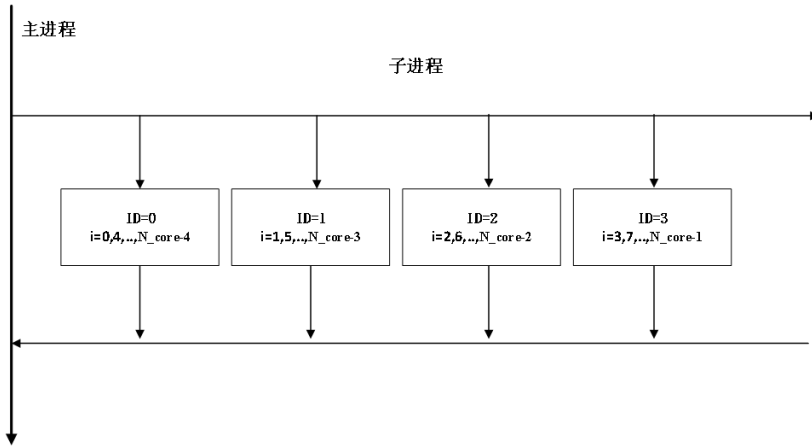 主进程
子进程
ID=0
i=0,4,..,N_core-4
ID=1
i=1,5,..,N_core-3
ID=2
i=2,6,..,N_core-2
ID=3
i=3,7,..,N_core-1